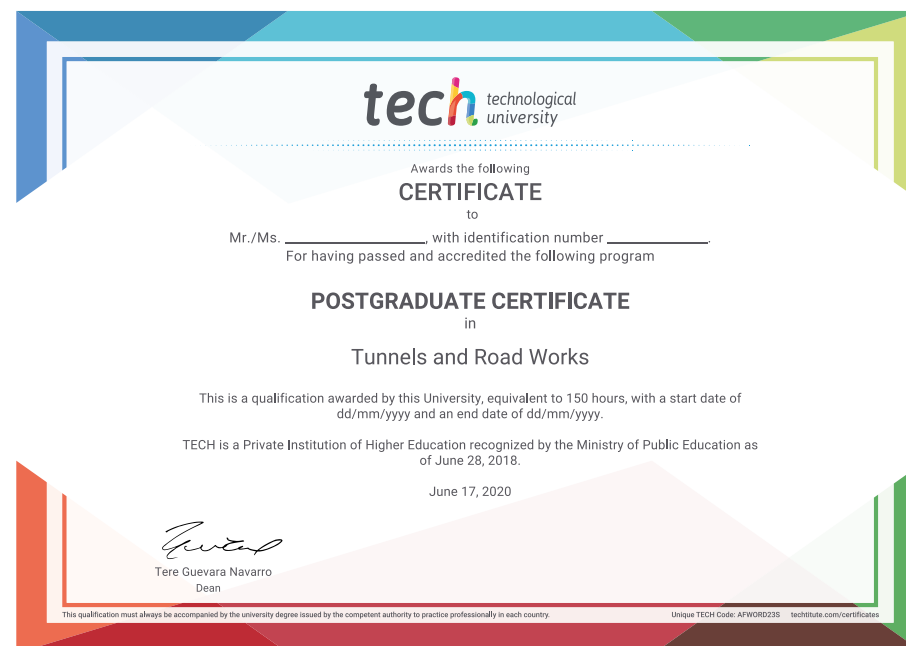 tech technological
university
Awards the following
CERTIFICATE
to
Mr./Ms. ____________________, with identification number ______________.
For having passed and accredited the following program
POSTGRADUATE CERTIFICATE
in
Tunnels and Road Works
This is a qualification awarded by this University, equivalent to 150 hours, with a start date of
dd/mm/yyyy and an end date of dd/mm/yyyy.
TECH is a Private Institution of Higher Education recognized by the Ministry of Public Education as
of June 28, 2018.
June 17, 2020
Tere Guevara Navarro
Dean
This qualification must always be accompanied by the university degree issued by the competent authority to practice professionally in each country.
Unique TECH Code: AFWORD23S techtitute.com/certificates